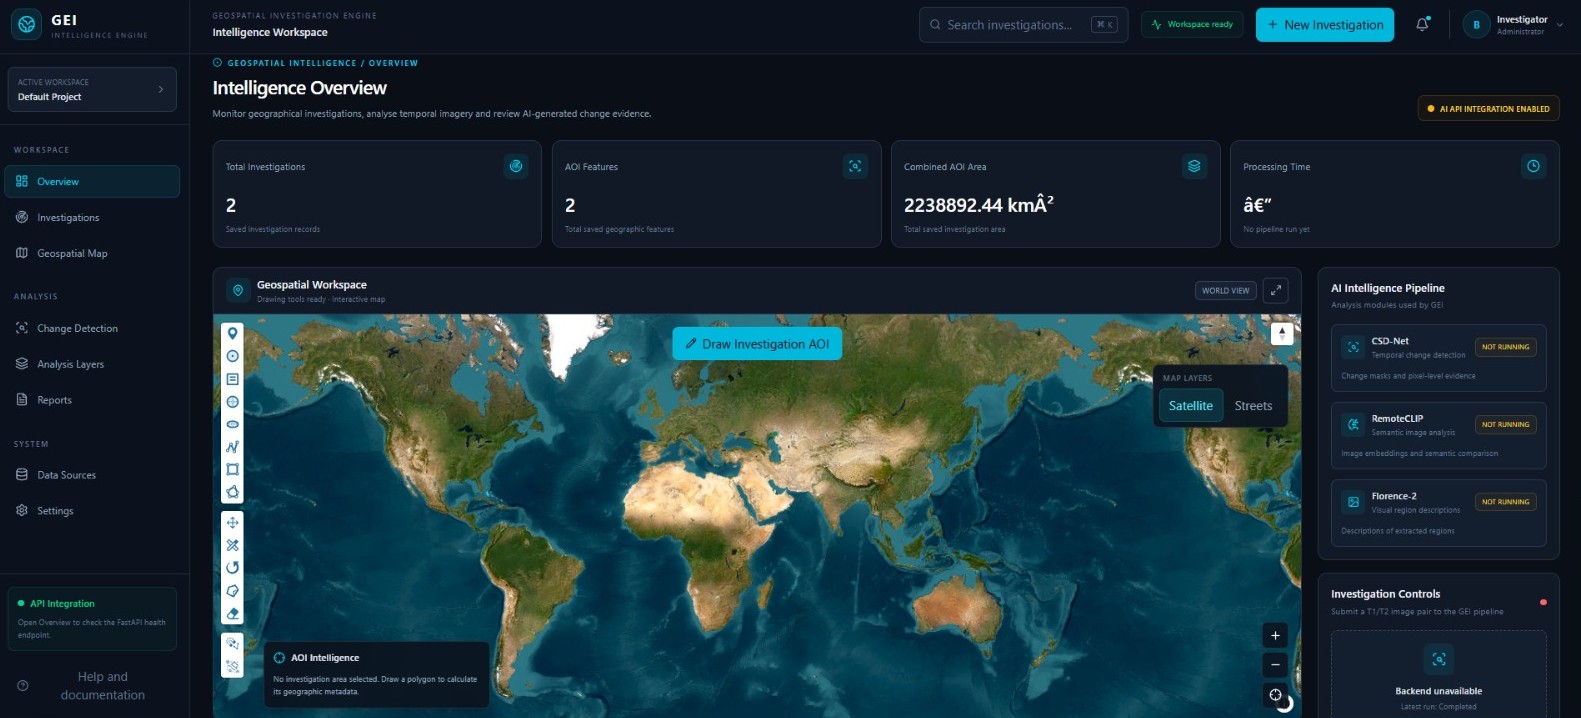 GEI
INTELLIGENCE ENGINE
GEOSPATIAL INVESTIGATION ENGINE
Intelligence Workspace
Search investigations...
⌘ K
Workspace ready
+ New Investigation
B
Investigator
Administrator
ACTIVE WORKSPACE
Default Project
WORKSPACE
Overview
Investigations
Geospatial Map
ANALYSIS
Change Detection
Analysis Layers
Reports
SYSTEM
Data Sources
Settings
API Integration
Open Overview to check the FastAPI health
endpoint.
Help and
documentation
GEOSPATIAL INTELLIGENCE / OVERVIEW
Intelligence Overview
Monitor geographical investigations, analyse temporal imagery and review AI-generated change evidence.
AI API INTEGRATION ENABLED
Total Investigations
2
Saved investigation records
AOI Features
2
Total saved geographic features
Combined AOI Area
2238892.44 kmÂ²
Total saved investigation area
Processing Time
â€”
No pipeline run yet
Geospatial Workspace
Drawing tools ready · Interactive map
WORLD VIEW
Draw Investigation AOI
MAP LAYERS
Satellite
Streets
AOI Intelligence
No investigation area selected. Draw a polygon to calculate
its geographic metadata.
+
−
AI Intelligence Pipeline
Analysis modules used by GEI
CSD-Net
Temporal change detection
NOT RUNNING
Change masks and pixel-level evidence
RemoteCLIP
Semantic image analysis
NOT RUNNING
Image embeddings and semantic comparison
Florence-2
Visual region descriptions
NOT RUNNING
Descriptions of extracted regions
Investigation Controls
Submit a T1/T2 image pair to the GEI pipeline
Backend unavailable
Latest run: Completed